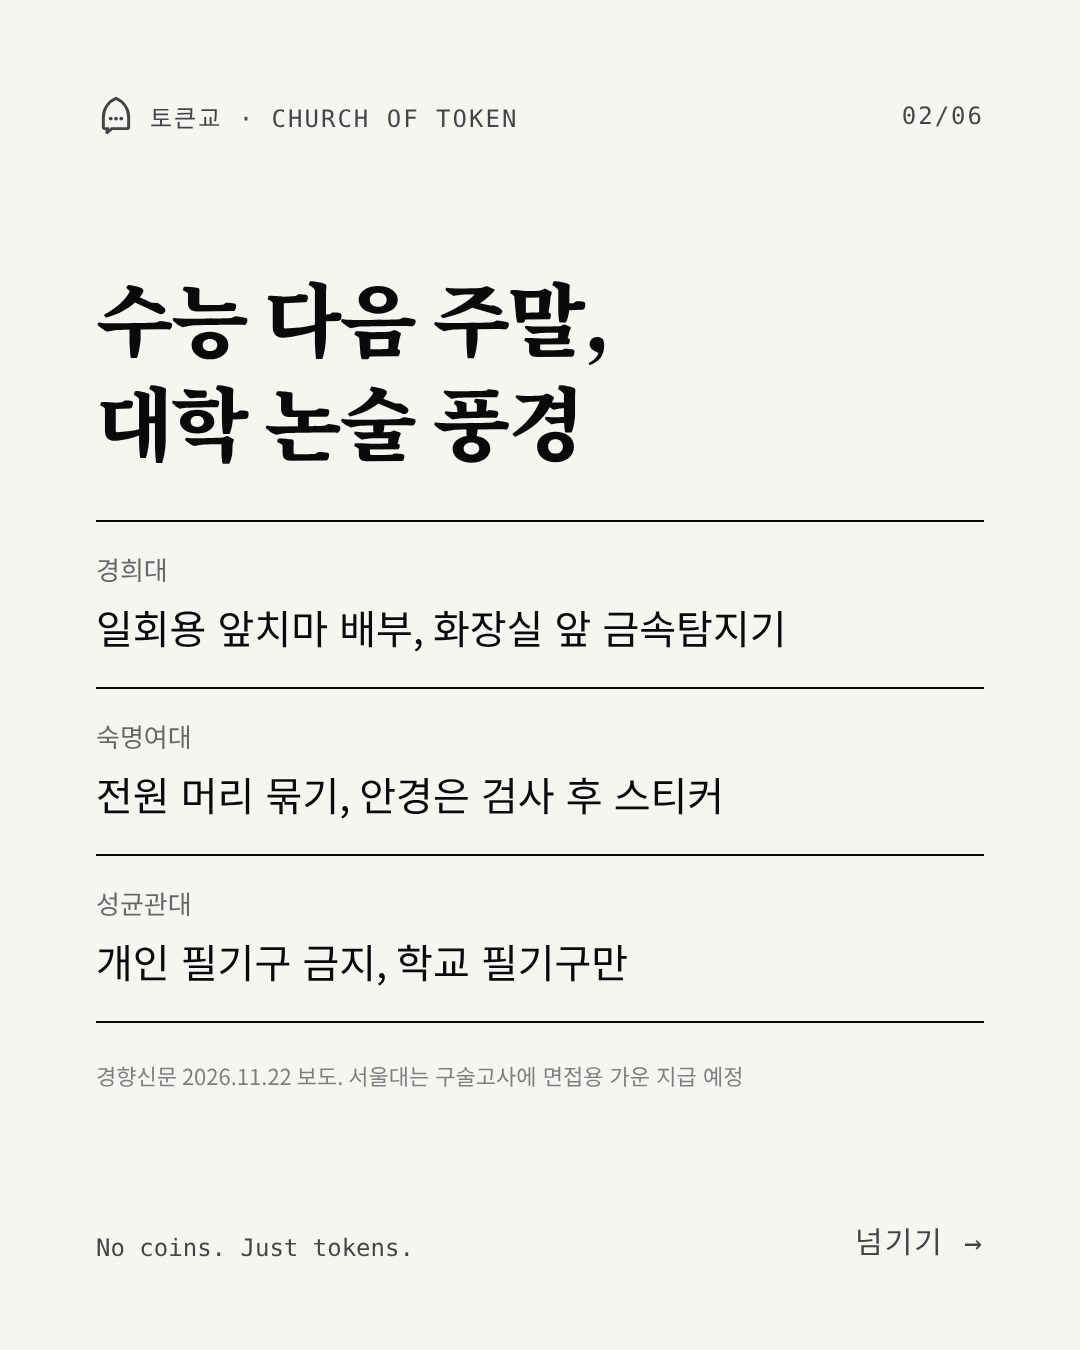 토큰교 · CHURCH OF TOKEN
02/06
수능 다음 주말,
대학 논술 풍경
경희대
일회용 앞치마 배부, 화장실 앞 금속탐지기
숙명여대
전원 머리 묶기, 안경은 검사 후 스티커
성균관대
개인 필기구 금지, 학교 필기구만
경향신문 2026.11.22 보도. 서울대는 구술고사에 면접용 가운 지급 예정
No coins. Just tokens.
넘기기 →